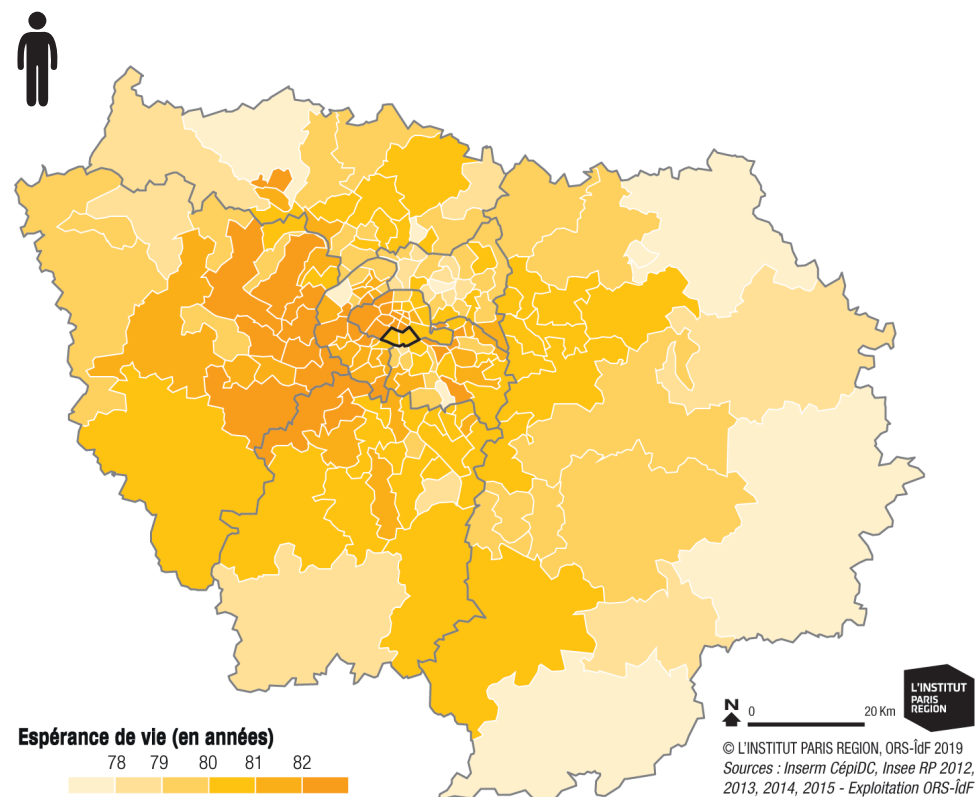 L'INSTITUT
PARIS
REGION
N 0 20 Km
Espérance de vie (en années)
78 79 80 81 82
© L'INSTITUT PARIS REGION, ORS-ÎdF 2019
Sources : Inserm CépiDC, Insee RP 2012,
2013, 2014, 2015 - Exploitation ORS-ÎdF